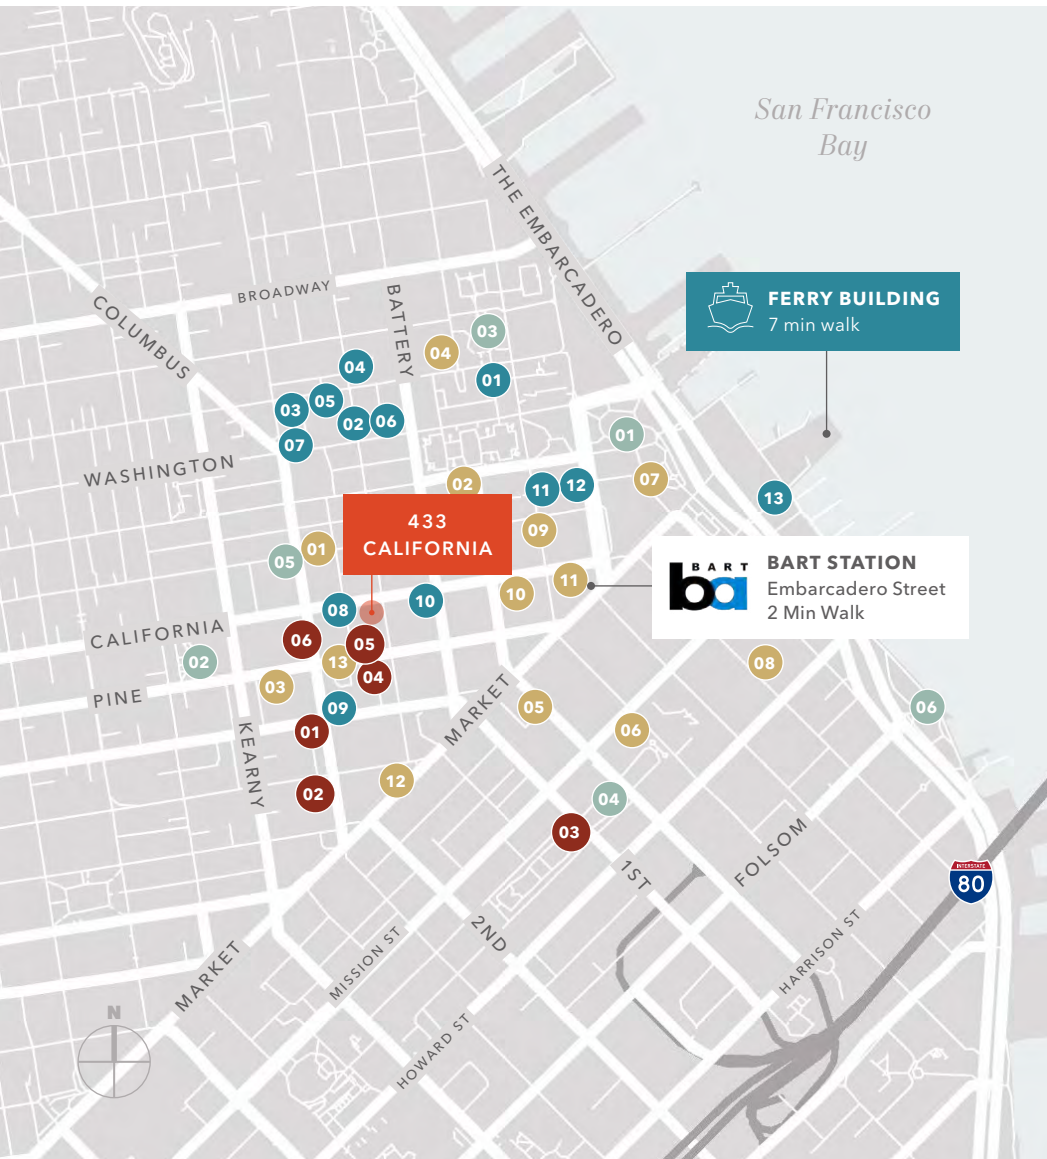 San Francisco
Bay
THE EMBARCADERO
BROADWAY
BATTERY
COLUMBUS
FERRY BUILDING
7 min walk
03
04
04
01
05
03
02
06
01
07
WASHINGTON
02
11
12
07
13
433
CALIFORNIA
09
01
05
BART
ba
BART STATION
Embarcadero Street
2 Min Walk
11
10
10
08
CALIFORNIA
06
05
02
13
08
04
03
PINE
09
05
06
MARKET
06
01
KEARNY
12
02
04
03
FOLSOM
1ST
INTERSTATE
80
2ND
HARRISON ST
MISSION ST
MARKET
N
HOWARD ST